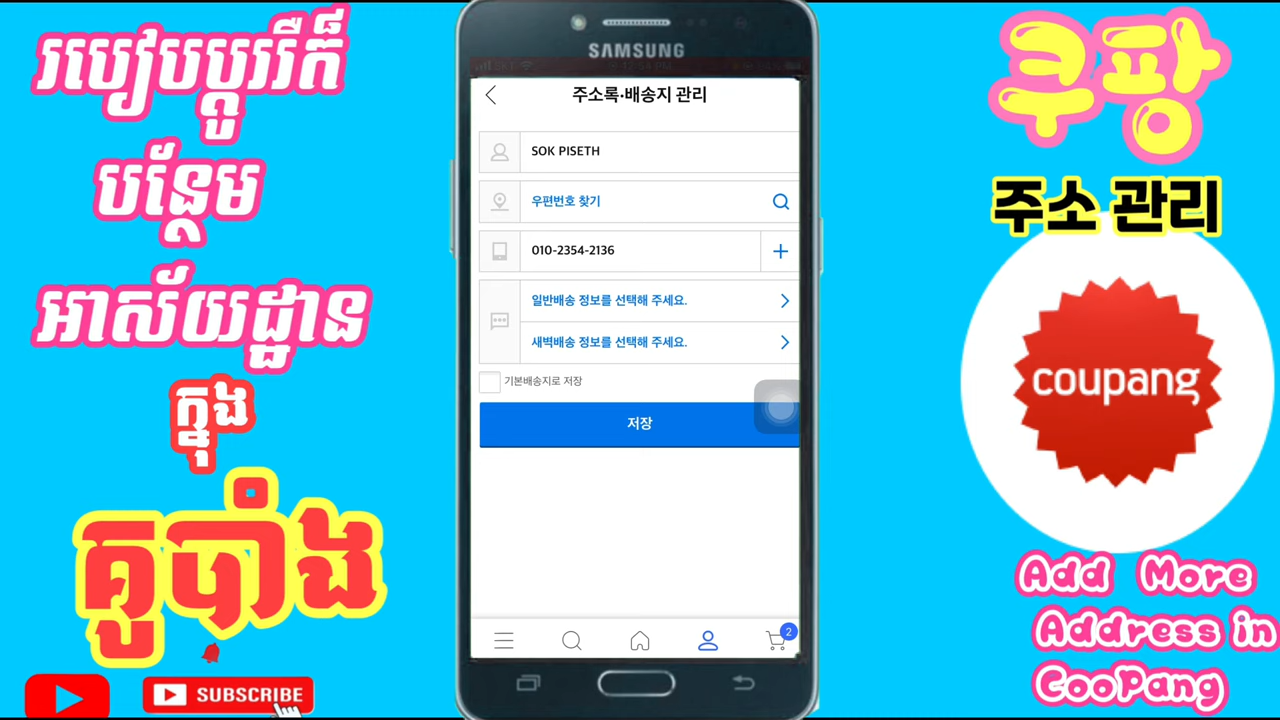 របៀបប្តូរឬក៏
បន្ថែម
អាស័យដ្ឋាន
ក្នុង
គូប៉ាំង
SUBSCRIBE
SAMSUNG
주소록·배송지 관리
SOK PISETH
우편번호 찾기
010-2354-2136
일반배송 정보를 선택해 주세요.
새벽배송 정보를 선택해 주세요.
기본배송지로 저장
저장
2
쿠팡
주소 관리
coupang
Add More
Address in
CooPang